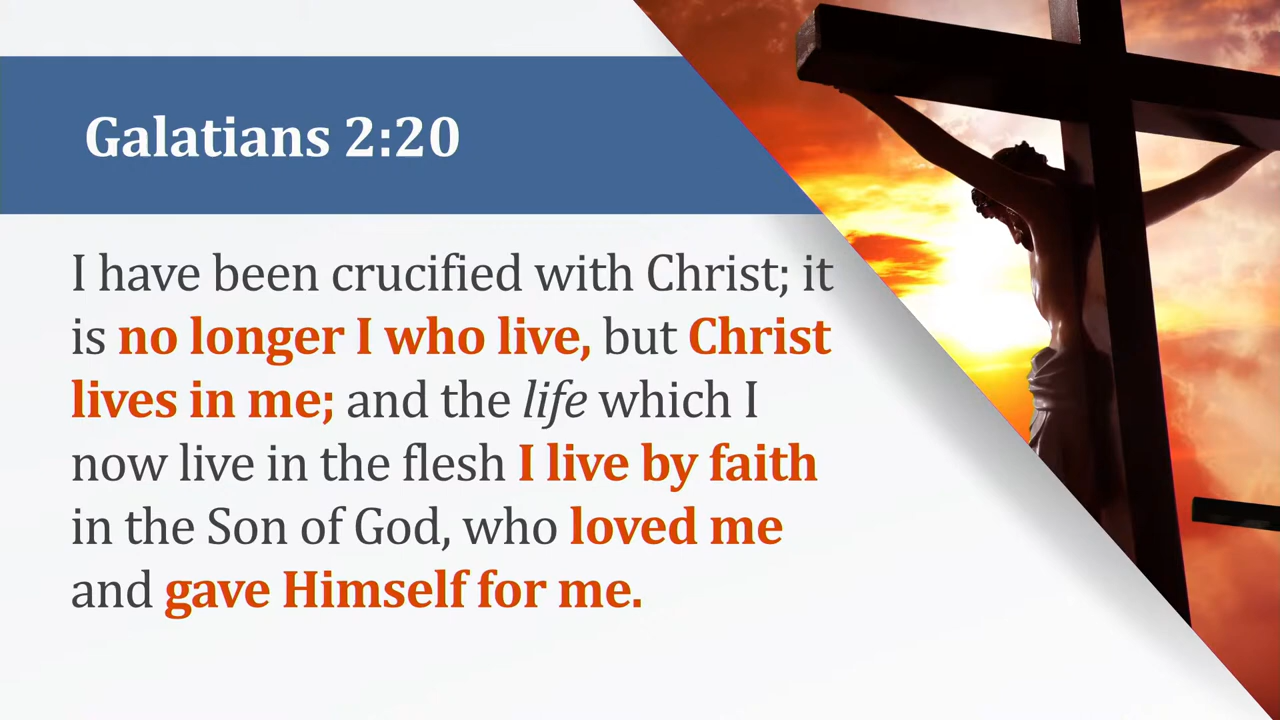 Galatians 2:20
I have been crucified with Christ; it
is no longer I who live, but Christ
lives in me; and the life which I
now live in the flesh I live by faith
in the Son of God, who loved me
and gave Himself for me.